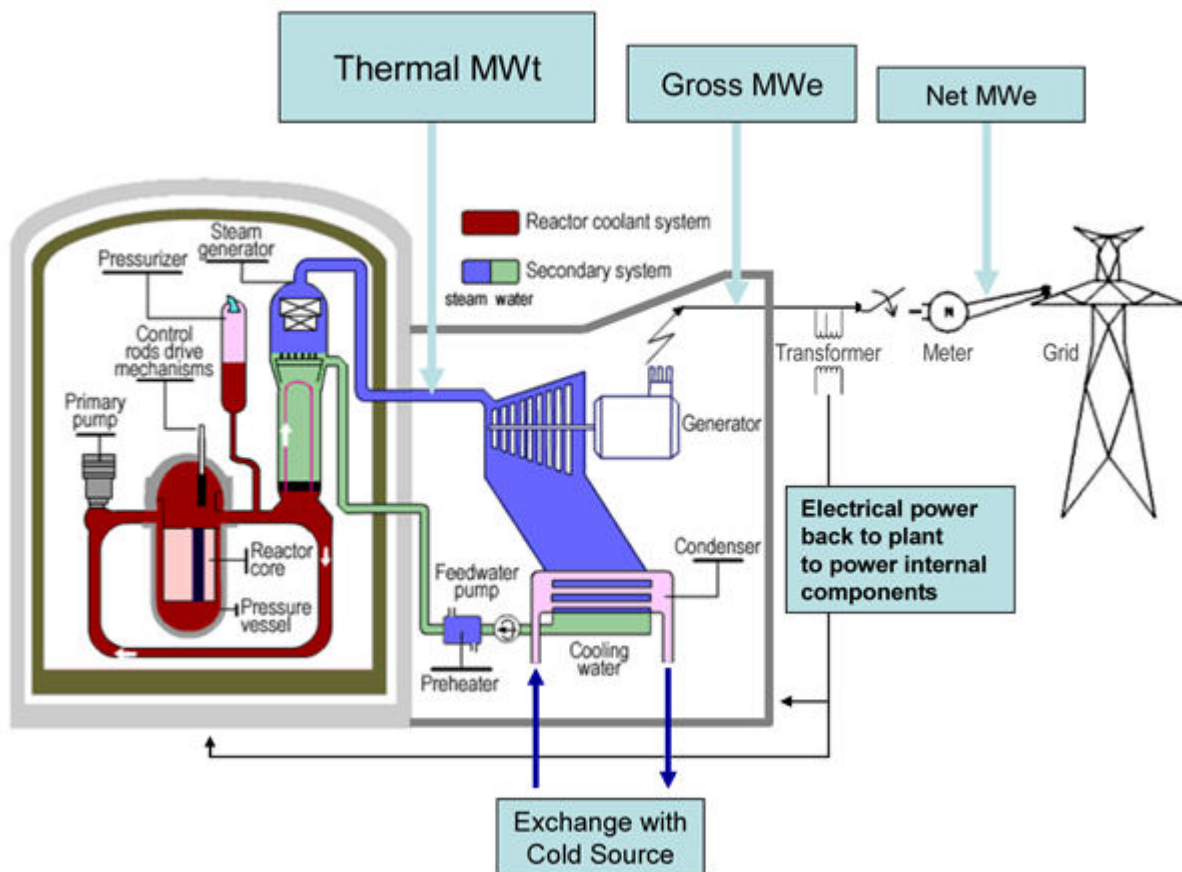 Thermal MWt
Gross MWe
Net MWe
Steam
generator
Pressurizer
Control
rods drive
mechanisms
Primary
pump
Reactor
core
Pressure
vessel
Reactor coolant system
Secondary system
steam water
Generator
Condenser
Feedwater
pump
Preheater
Cooling
water
Transformer
Meter
Grid
N
Electrical power
back to plant
to power internal
components
Exchange with
Cold Source